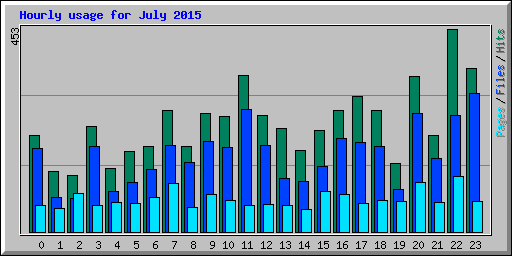 Hourly usage for July 2015
453
Pages/Files/Hits
0 1 2 3 4 5 6 7 8 9 10 11 12 13 14 15 16 17 18 19 20 21 22 23